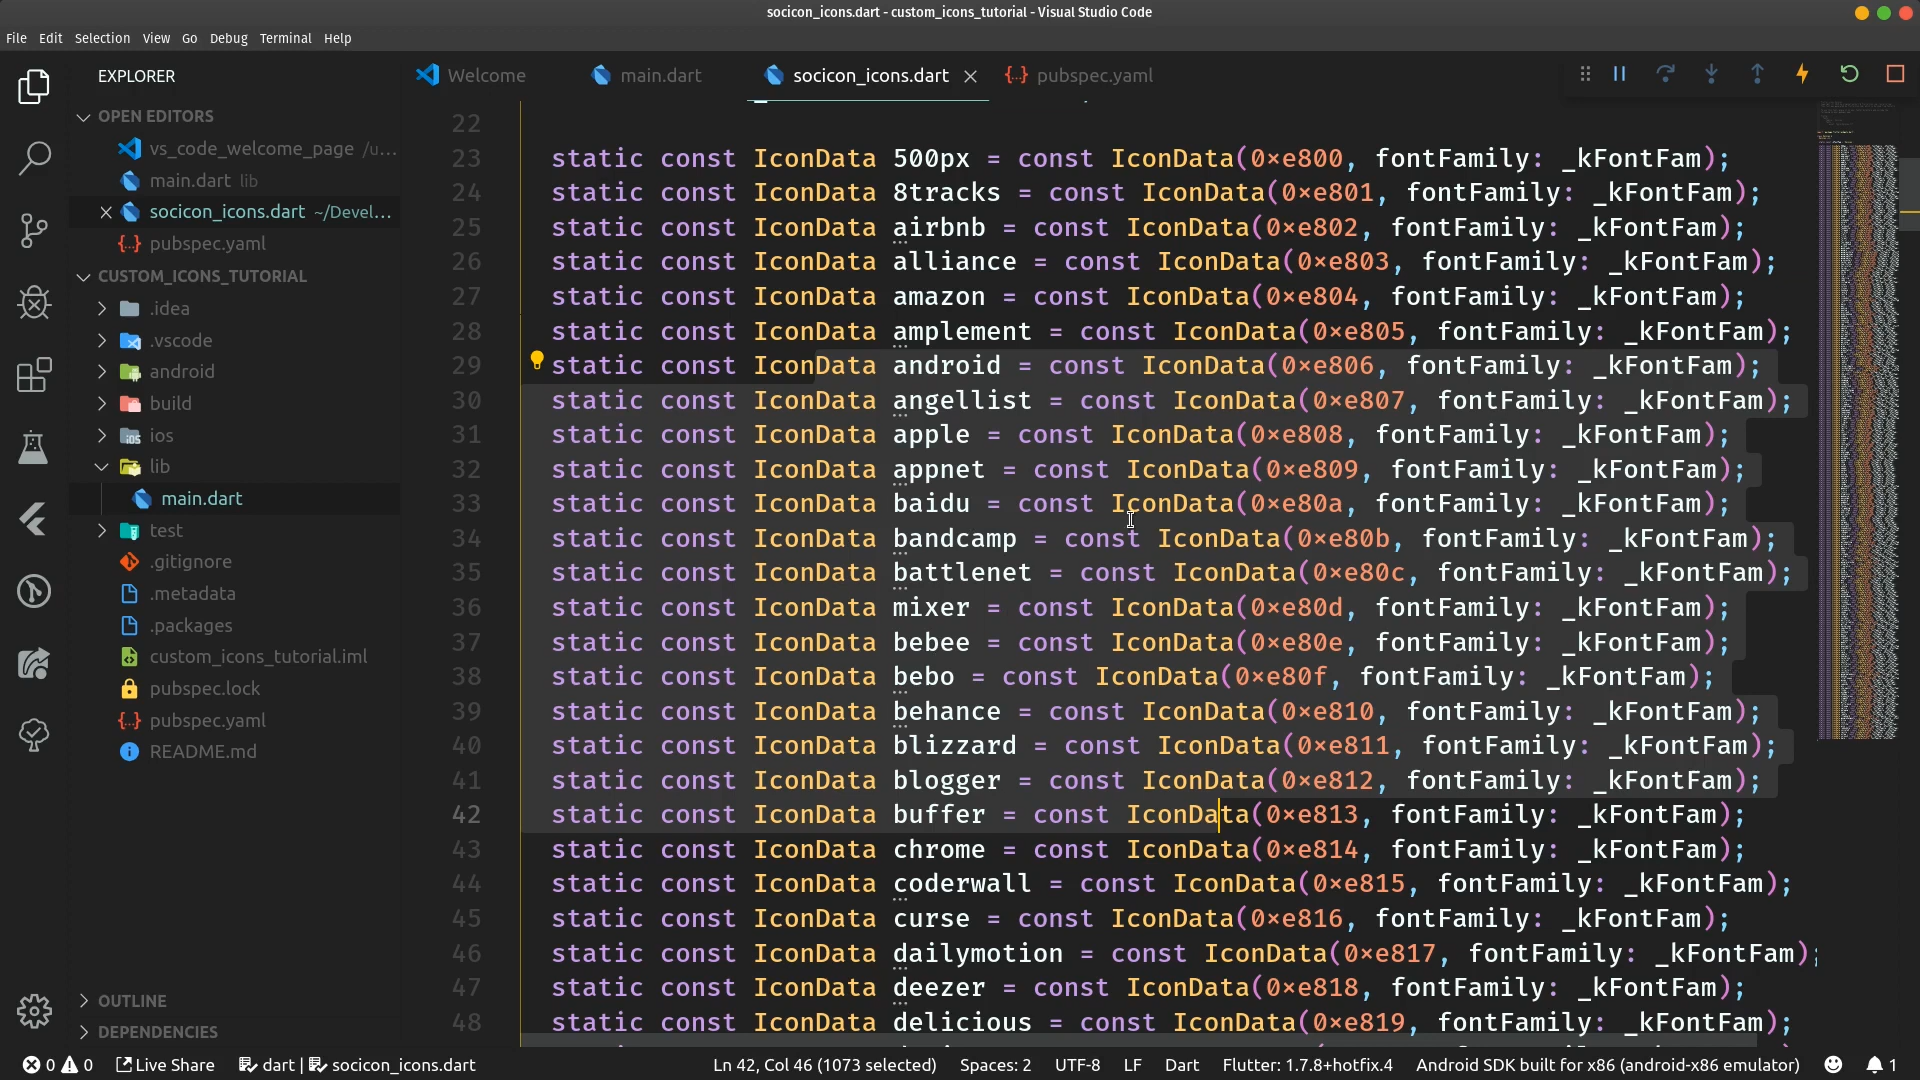 socicon_icons.dart - custom_icons_tutorial - Visual Studio Code
File Edit Selection View Go Debug Terminal Help
EXPLORER
OPEN EDITORS
vs_code_welcome_page /u...
main.dart lib
socicon_icons.dart ~/Devel...
pubspec.yaml
CUSTOM_ICONS_TUTORIAL
.idea
.vscode
android
build
ios
lib
main.dart
test
.gitignore
.metadata
.packages
custom_icons_tutorial.iml
pubspec.lock
pubspec.yaml
README.md
OUTLINE
DEPENDENCIES
Welcome main.dart socicon_icons.dart pubspec.yaml
22
23 static const IconData 500px = const IconData(0xe800, fontFamily: _kFontFam);
24 static const IconData 8tracks = const IconData(0xe801, fontFamily: _kFontFam);
25 static const IconData airbnb = const IconData(0xe802, fontFamily: _kFontFam);
26 static const IconData alliance = const IconData(0xe803, fontFamily: _kFontFam);
27 static const IconData amazon = const IconData(0xe804, fontFamily: _kFontFam);
28 static const IconData amplement = const IconData(0xe805, fontFamily: _kFontFam);
29 static const IconData android = const IconData(0xe806, fontFamily: _kFontFam);
30 static const IconData angellist = const IconData(0xe807, fontFamily: _kFontFam);
31 static const IconData apple = const IconData(0xe808, fontFamily: _kFontFam);
32 static const IconData appnet = const IconData(0xe809, fontFamily: _kFontFam);
33 static const IconData baidu = const IconData(0xe80a, fontFamily: _kFontFam);
34 static const IconData bandcamp = const IconData(0xe80b, fontFamily: _kFontFam);
35 static const IconData battlenet = const IconData(0xe80c, fontFamily: _kFontFam);
36 static const IconData mixer = const IconData(0xe80d, fontFamily: _kFontFam);
37 static const IconData bebee = const IconData(0xe80e, fontFamily: _kFontFam);
38 static const IconData bebo = const IconData(0xe80f, fontFamily: _kFontFam);
39 static const IconData behance = const IconData(0xe810, fontFamily: _kFontFam);
40 static const IconData blizzard = const IconData(0xe811, fontFamily: _kFontFam);
41 static const IconData blogger = const IconData(0xe812, fontFamily: _kFontFam);
42 static const IconData buffer = const IconData(0xe813, fontFamily: _kFontFam);
43 static const IconData chrome = const IconData(0xe814, fontFamily: _kFontFam);
44 static const IconData coderwall = const IconData(0xe815, fontFamily: _kFontFam);
45 static const IconData curse = const IconData(0xe816, fontFamily: _kFontFam);
46 static const IconData dailymotion = const IconData(0xe817, fontFamily: _kFontFam);
47 static const IconData deezer = const IconData(0xe818, fontFamily: _kFontFam);
48 static const IconData delicious = const IconData(0xe819, fontFamily: _kFontFam);
0 0 Live Share dart | socicon_icons.dart Ln 42, Col 46 (1073 selected) Spaces: 2 UTF-8 LF Dart Flutter: 1.7.8+hotfix.4 Android SDK built for x86 (android-x86 emulator) 1